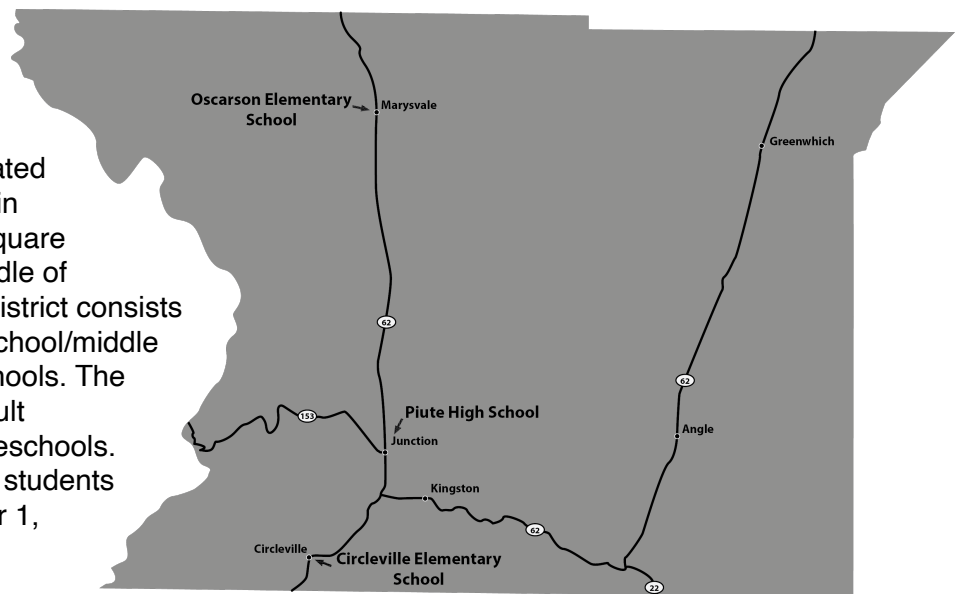 ated
in
quare
dle of
istrict consists
chool/middle
hools. The
ult
eschools.
students
r 1,
Oscarson Elementary
School
Marysvale
Greenwhich
62
62
153
Piute High School
Junction
Angle
Kingston
62
Circleville
Circleville Elementary
School
22